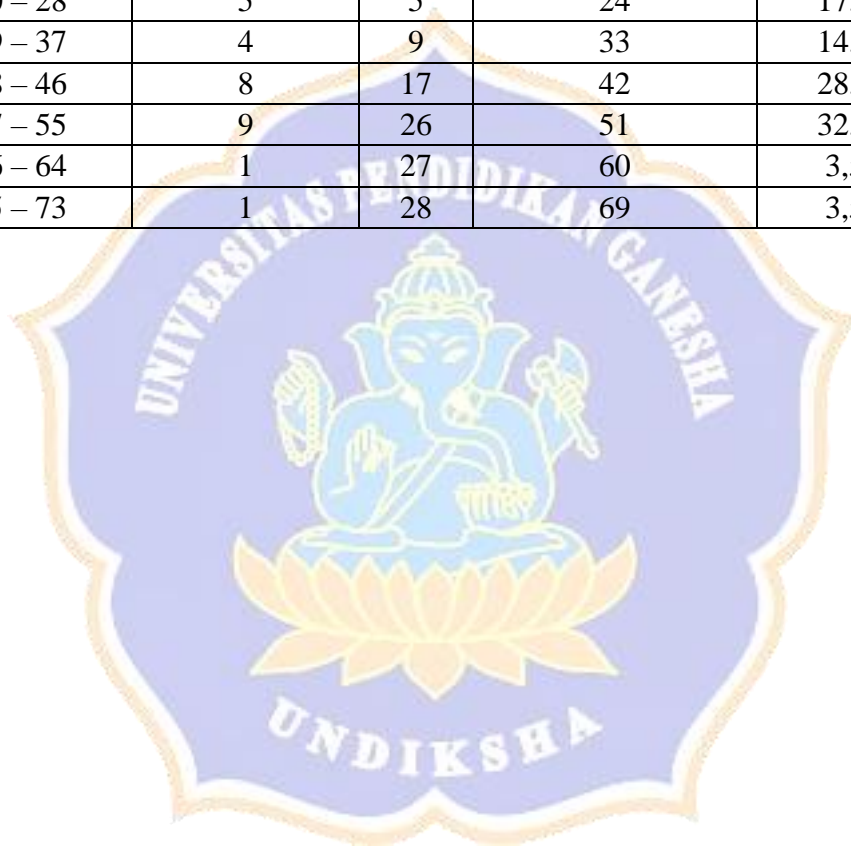 – 28 5 5 24 17
– 37 4 9 33 14
– 46 8 17 42 28
– 55 9 26 51 32
– 64 1 27 60 3,
– 73 1 28 69 3,
UNIVERSITAS PENDIDIKAN GANESHA
UNDIKSHA